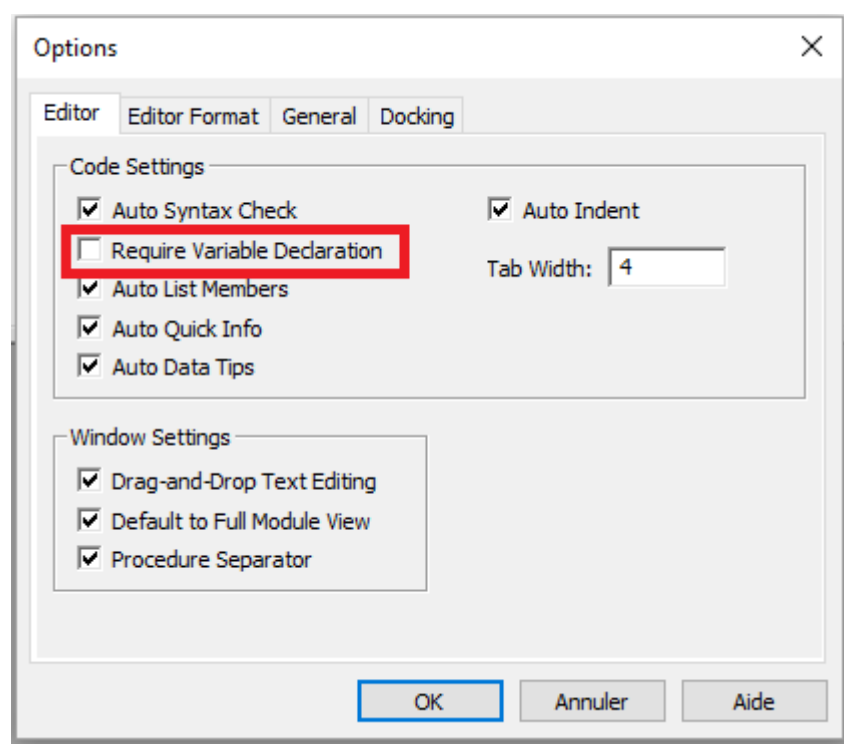 Options
Editor Editor Format General Docking
Code Settings
Auto Syntax Check Auto Indent
Require Variable Declaration
Tab Width: 4
Auto List Members
Auto Quick Info
Auto Data Tips
Window Settings
Drag-and-Drop Text Editing
Default to Full Module View
Procedure Separator
OK Annuler Aide